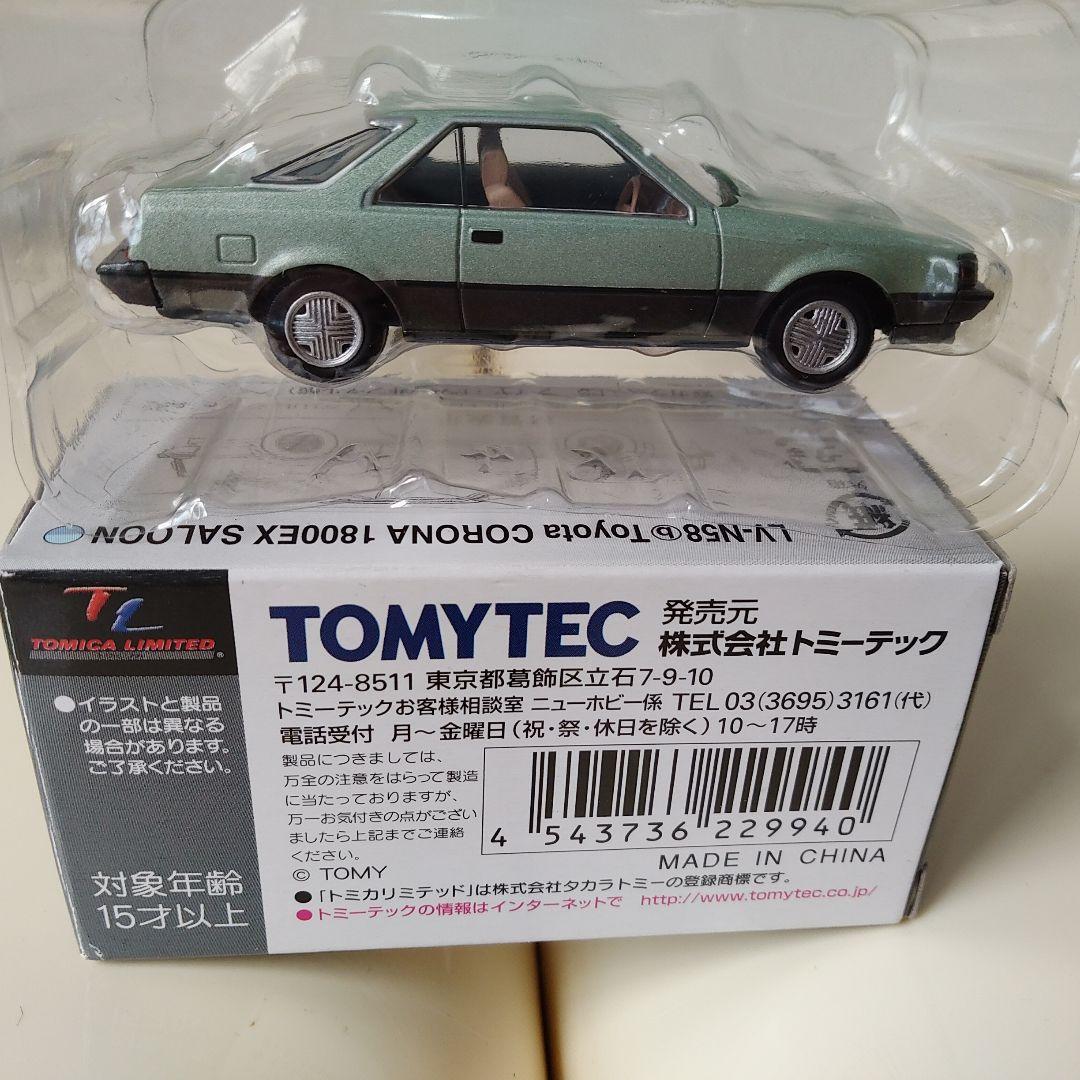 LV-N58ⓑ Toyota CORONA 1800EX SALOON
TL
TOMICA LIMITED
®
TOMYTEC 発売元
株式会社トミーテック
〒124-8511 東京都葛飾区立石7-9-10
トミーテックお客様相談室 ニューホビー係 TEL 03(3695)3161(代)
電話受付 月〜金曜日(祝・祭・休日を除く)10〜17時
●イラストと製品
の一部は異なる
場合があります。
ご了承ください。
製品につきましては、
万全の注意をはらって製造
に当たっておりますが、
万一お気付きの点がござい
ましたら上記までご連絡
ください。
4 543736 229940
© TOMY
MADE IN CHINA
●「トミカリミテッド」は株式会社タカラトミーの登録商標です。
●トミーテックの情報はインターネットで http://www.tomytec.co.jp/
対象年齢
15才以上